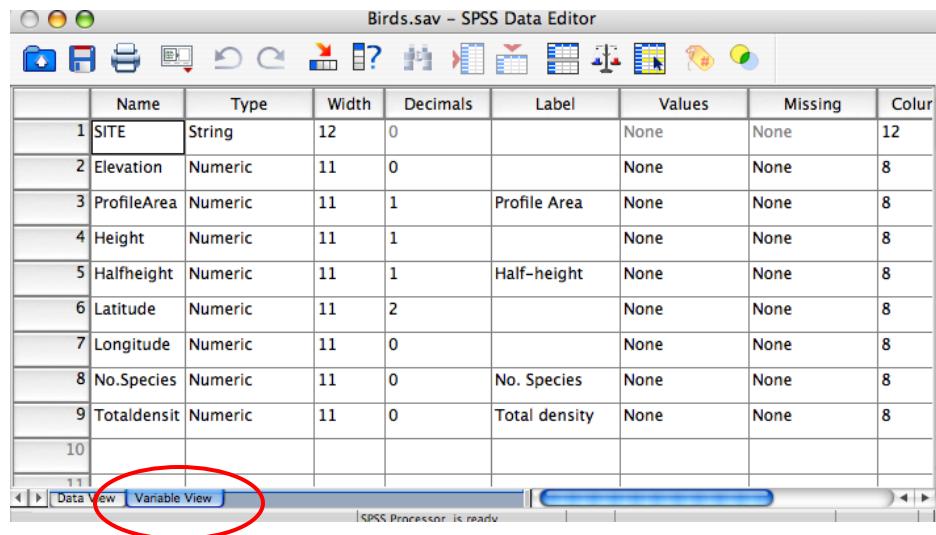 Birds.sav – SPSS Data Editor
Name Type Width Decimals Label Values Missing Colur
1 SITE String 12 0 None None 12
2 Elevation Numeric 11 0 None None 8
3 ProfileArea Numeric 11 1 Profile Area None None 8
4 Height Numeric 11 1 None None 8
5 Halfheight Numeric 11 1 Half-height None None 8
6 Latitude Numeric 11 2 None None 8
7 Longitude Numeric 11 0 None None 8
8 No.Species Numeric 11 0 No. Species None None 8
9 Totaldensit Numeric 11 0 Total density None None 8
10
11
Data View Variable View
SPSS Processor is ready